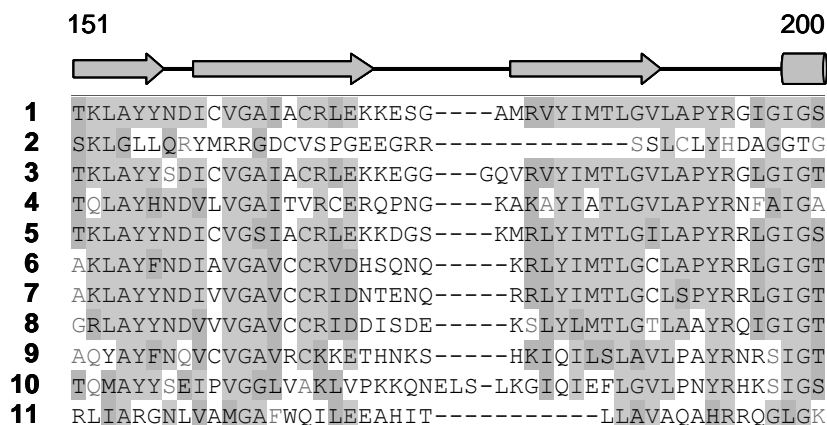 151 200
1 TKLAYYNDICVGAIACRLEKKESG----AMRVYIMTLGVLAPYRGIGIGS
2 SKLGLLQRYMRRGDCVSPGEEGRR-------------SSLCLYHDAGGTG
3 TKLAYYSDICVGAIACRLEKKEGG---GQVRVYIMTLGVLAPYRGLGIGT
4 TQLAYHNDVLVGAITVRCERQPNG----KAKAYIATLGVLAPYRNFAIGA
5 TKLAYYNDICVGSIACRLEKKDGS----KMRLYIMTLGILAPYRRLGIGS
6 AKLAYFNDIAVGAVCCRVDHSQNQ-----KRLYIMTLGCLAPYRRLGIGT
7 AKLAYYNDIVVGAVCCRIDNTENQ-----RRLYIMTLGCLSPYRRLGIGT
8 GRLAYYNDVVVGAVCCRIDDISDE-----KSLYLMTLGTLAAYRQIGIGT
9 AQYAYFNQVCVGAVRCKKETHNKS-----HKIQILSLAVLPAYRNRSIGT
10 TQMAYYSEIPVGGLVAKLVPKKQNELS-LKGIQIEFLGVLPNYRHKSIGS
11 RLIARGNLVAMGAFWQILEEAHIT-----------LLAVAQAHRRQGLGK